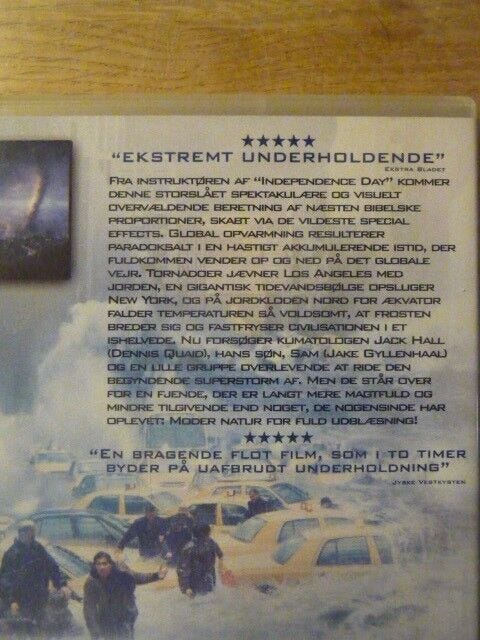 ★★★★★
"EKSTREMT UNDERHOLDENDE"
EKSTRA BLADET
FRA INSTRUKTØREN AF "INDEPENDENCE DAY" KOMMER
DENNE STORSLÅET SPEKTAKULÆRE OG VISUELT
OVERVÆLDENDE BERETNING AF NÆSTEN BIBELSKE
PROPORTIONER, SKABT VIA DE VILDESTE SPECIAL
EFFECTS. GLOBAL OPVARMNING RESULTERER
PARADOKSALT I EN HASTIGT AKKUMULERENDE ISTID, DER
FULDKOMMEN VENDER OP OG NED PÅ DET GLOBALE
VEJR. TORNADOER JÆVNER LOS ANGELES MED
JORDEN, EN GIGANTISK TIDEVANDSBØLGE OPSLUGER
NEW YORK, OG PÅ JORDKLODEN NORD FOR ÆKVATOR
FALDER TEMPERATUREN SÅ VOLDSOMT, AT FROSTEN
BREDER SIG OG FASTFRYSER CIVILISATIONEN I ET
ISHELVEDE. NU FORSØGER KLIMATOLOGEN JACK HALL
(DENNIS QUAID), HANS SØN, SAM (JAKE GYLLENHAAL)
OG EN LILLE GRUPPE OVERLEVENDE AT RIDE DEN
BEGYNDENDE SUPERSTORM AF. MEN DE STÅR OVER
FOR EN FJENDE, DER ER LANGT MERE MAGTFULD OG
MINDRE TILGIVENDE END NOGET, DE NOGENSINDE HAR
OPLEVET: MODER NATUR FOR FULD UDBLÆSNING!
★★★★★
"EN BRAGENDE FLOT FILM, SOM I TO TIMER
BYDER PÅ UAFBRUDT UNDERHOLDNING"
JYSKE VESTKYSTEN